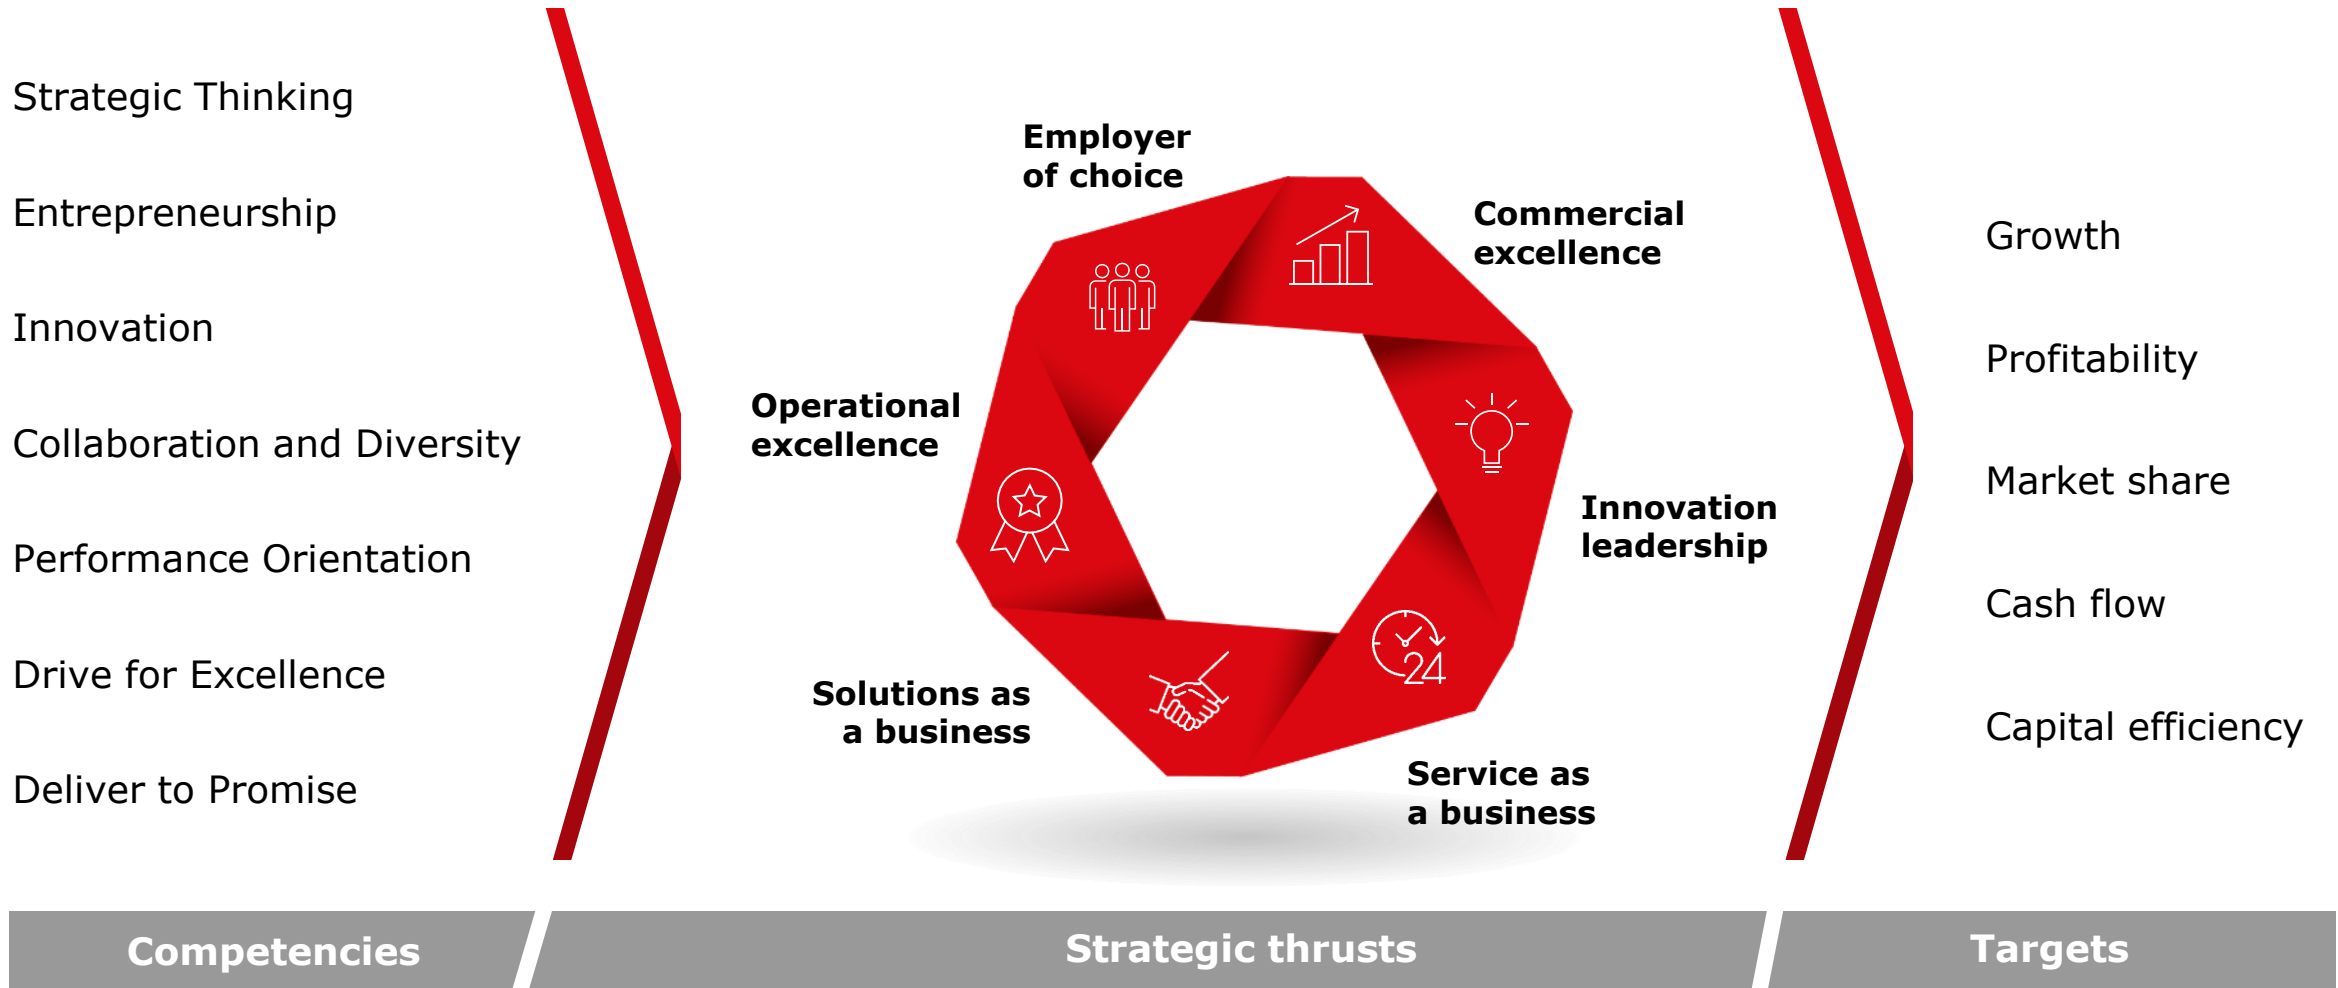 Strategic Thinking
Entrepreneurship
Innovation
Collaboration and Diversity
Performance Orientation
Drive for Excellence
Deliver to Promise
Employer
of choice
Commercial
excellence
Operational
excellence
Innovation
leadership
24
Solutions as
a business
Service as
a business
Growth
Profitability
Market share
Cash flow
Capital efficiency
Competencies
Strategic thrusts
Targets